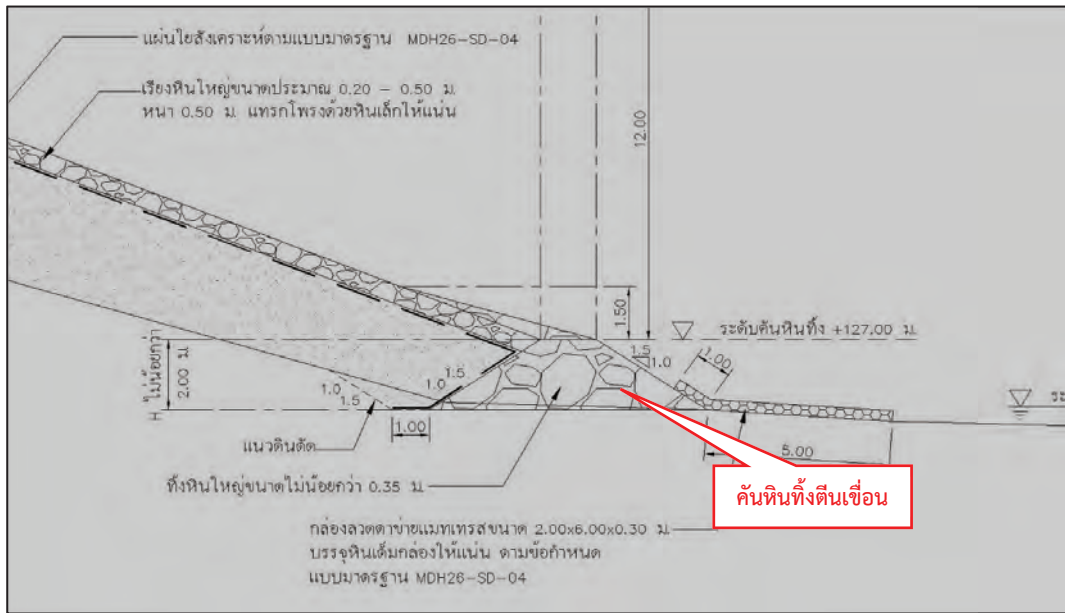 แผ่นใยสังเคราะห์ตามแบบมาตรฐาน MDH26-SD-04
เรียงหินใหญ่ขนาดประมาณ 0.20 - 0.50 ม.
หนา 0.50 ม. แทรกโพรงด้วยหินเล็กให้แน่น
12.00
1.50
ระดับคันหินทิ้ง +127.00 ม.
1.5
1.0
1.00
H ไม่น้อยกว่า
2.00 ม.
1.5
1.0
1.0
1.5
1.00
แนวดินตัด
5.00
คันหินทิ้งตีนเขื่อน
ทิ้งหินใหญ่ขนาดไม่น้อยกว่า 0.35 ม.
กล่องลวดตาข่ายแมทเทรสขนาด 2.00x6.00x0.30 ม.
บรรจุหินเต็มกล่องให้แน่น ตามข้อกำหนด
แบบมาตรฐาน MDH26-SD-04